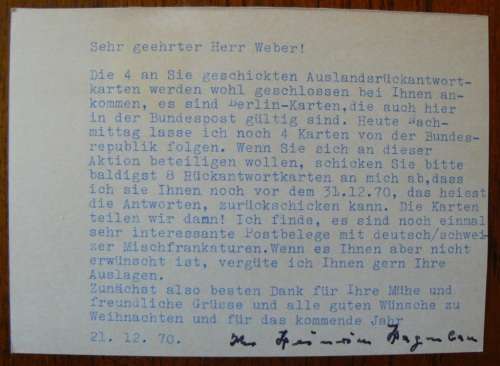 Sehr geehrter Herr Weber!
Die 4 an Sie geschickten Auslandsrückantwort-
karten werden wohl geschlossen bei Ihnen an-
kommen, es sind Berlin-Karten,die auch hier
in der Bundespost gültig sind. Heute Nach-
mittag lasse ich noch 4 Karten von der Bundes-
republik folgen. Wenn Sie sich an dieser
Aktion beteiligen wollen, schicken Sie bitte
baldigst 8 Rückantwortkarten an mich ab,dass
ich sie Ihnen noch vor dem 31.12.70, das heisst
die Antworten, zurückschicken kann. Die Karten
teilen wir dann! Ich finde, es sind noch einmal
sehr interessante Postbelege mit deutsch/schwei-
zer Mischfrankaturen.Wenn es Ihnen aber nicht
erwünscht ist, vergüte ich Ihnen gern Ihre
Auslagen.
Zunächst also besten Dank für Ihre Mühe und
freundliche Grüsse und alle guten Wünsche zu
Weihnachten und für das kommende Jahr
21. 12. 70. Ihr Heinrich